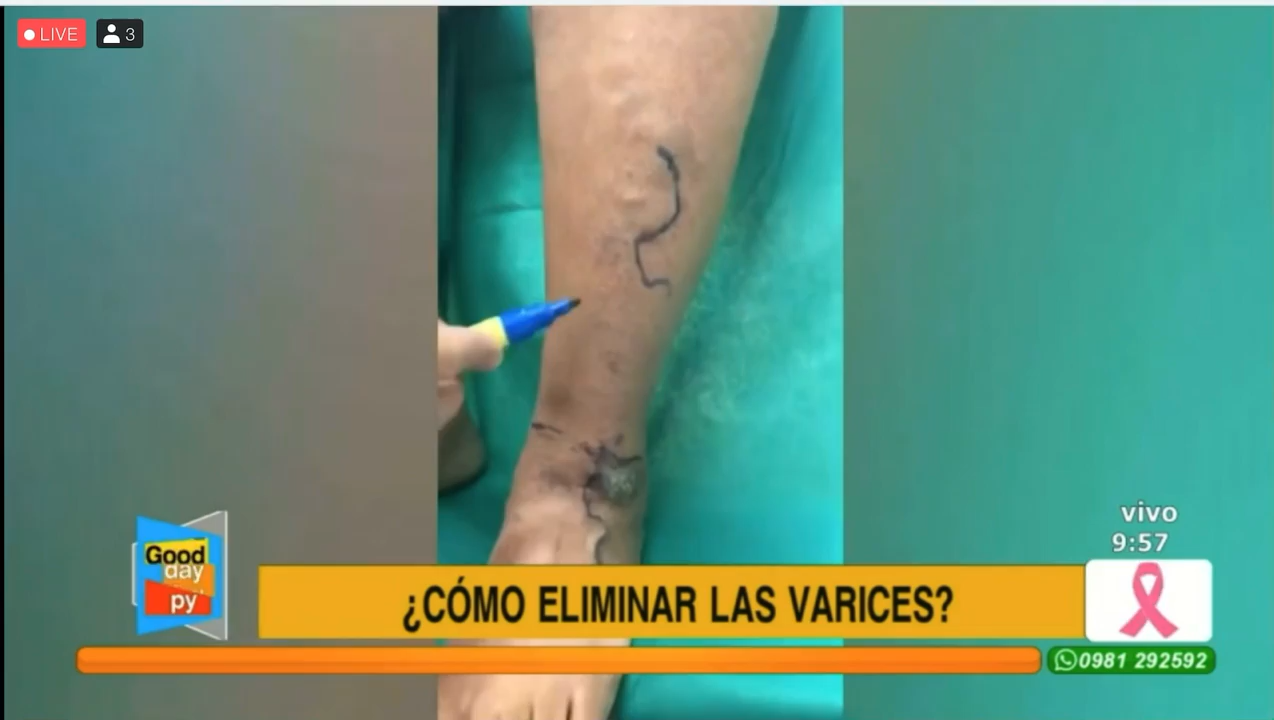 LIVE
3
vivo
9:57
Good
day
py
¿CÓMO ELIMINAR LAS VARICES?
0981 292592